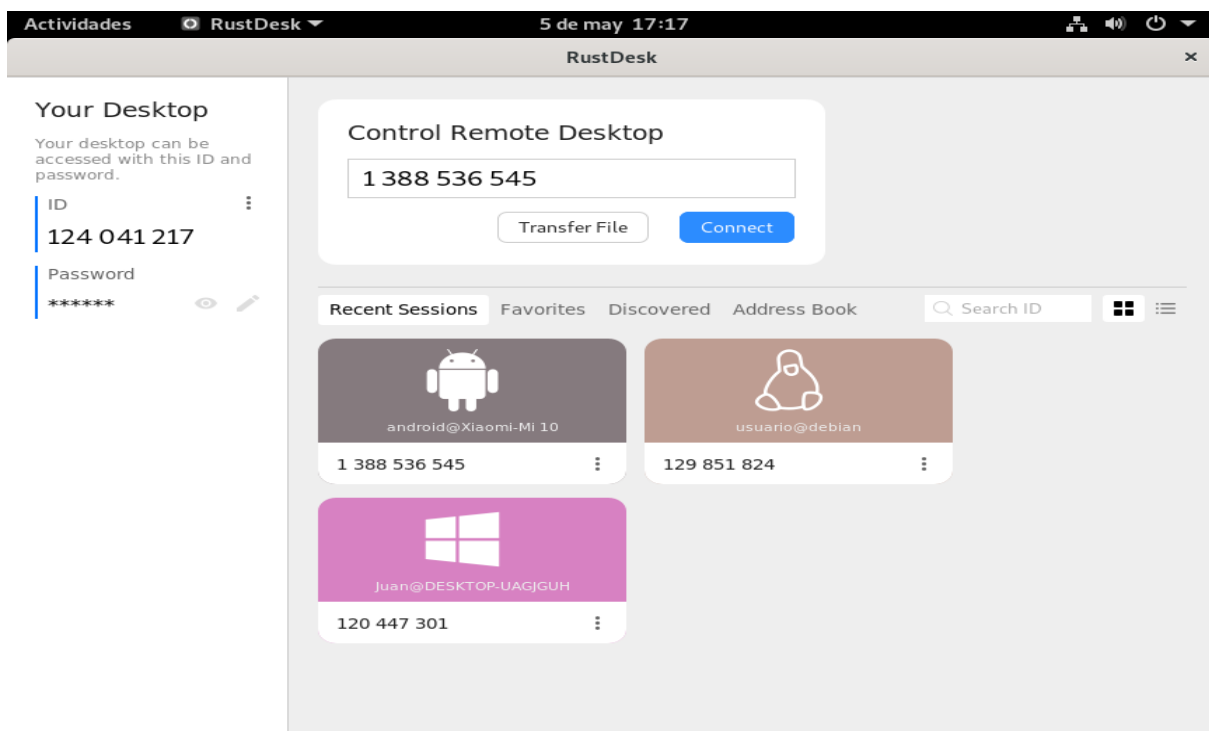 Actividades RustDesk 5 de may 17:17
RustDesk
Your Desktop
Your desktop can be
accessed with this ID and
password.
ID
124 041 217
Password
******
Control Remote Desktop
1 388 536 545
Transfer File Connect
Recent Sessions Favorites Discovered Address Book Search ID
android@Xiaomi-Mi 10
1 388 536 545
usuario@debian
129 851 824
Juan@DESKTOP-UAGJGUH
120 447 301